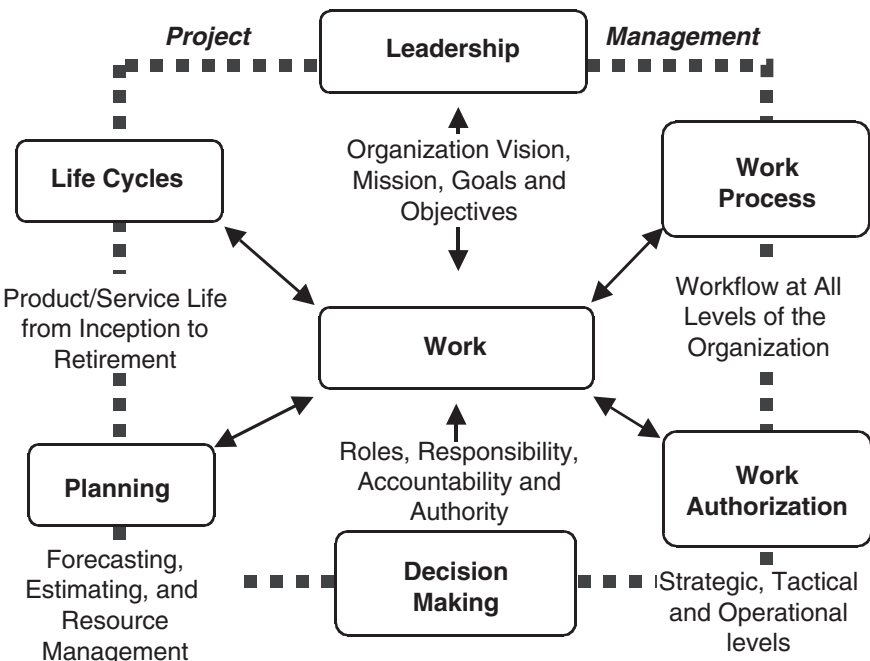 Project
Leadership
Management
Organization Vision,
Mission, Goals and
Objectives
Life Cycles
Work
Process
Product/Service Life
from Inception to
Retirement
Workflow at All
Levels of the
Organization
Work
Roles, Responsibility,
Accountability and
Authority
Planning
Work
Authorization
Forecasting,
Estimating, and
Resource
Management
Decision
Making
Strategic, Tactical
and Operational
levels